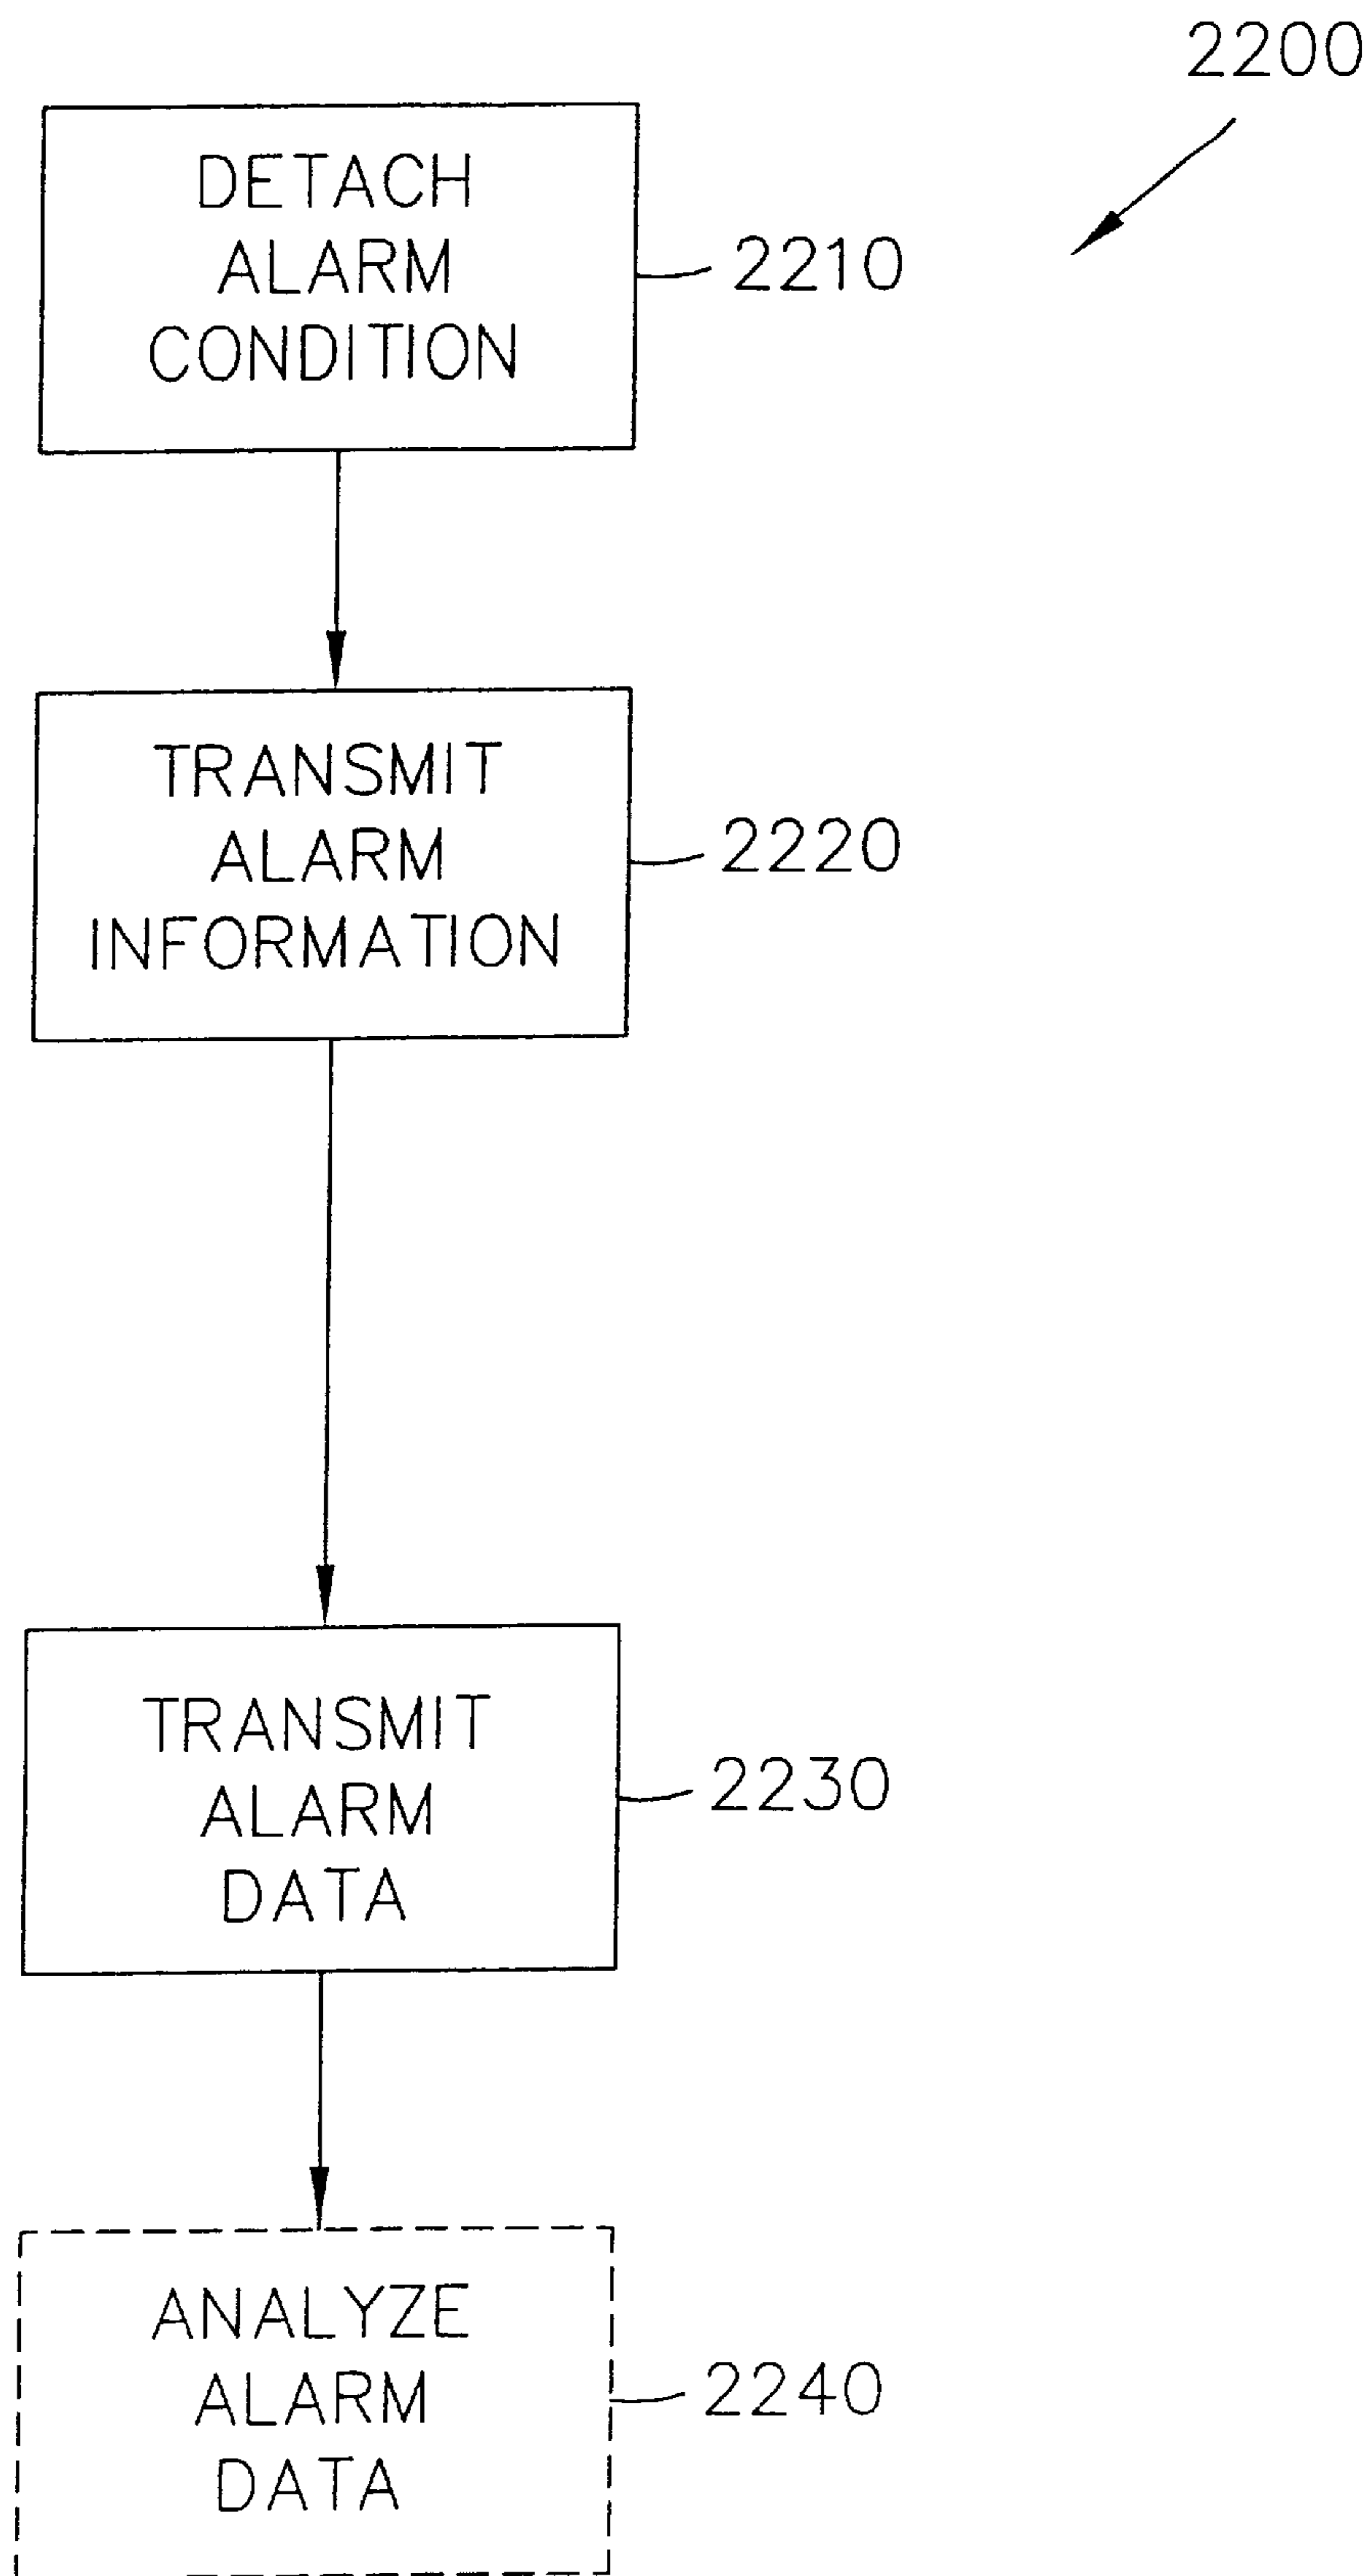 2200
DETACH
ALARM
CONDITION
2210
TRANSMIT
ALARM
INFORMATION
2220
TRANSMIT
ALARM
DATA
2230
ANALYZE
ALARM
DATA
2240